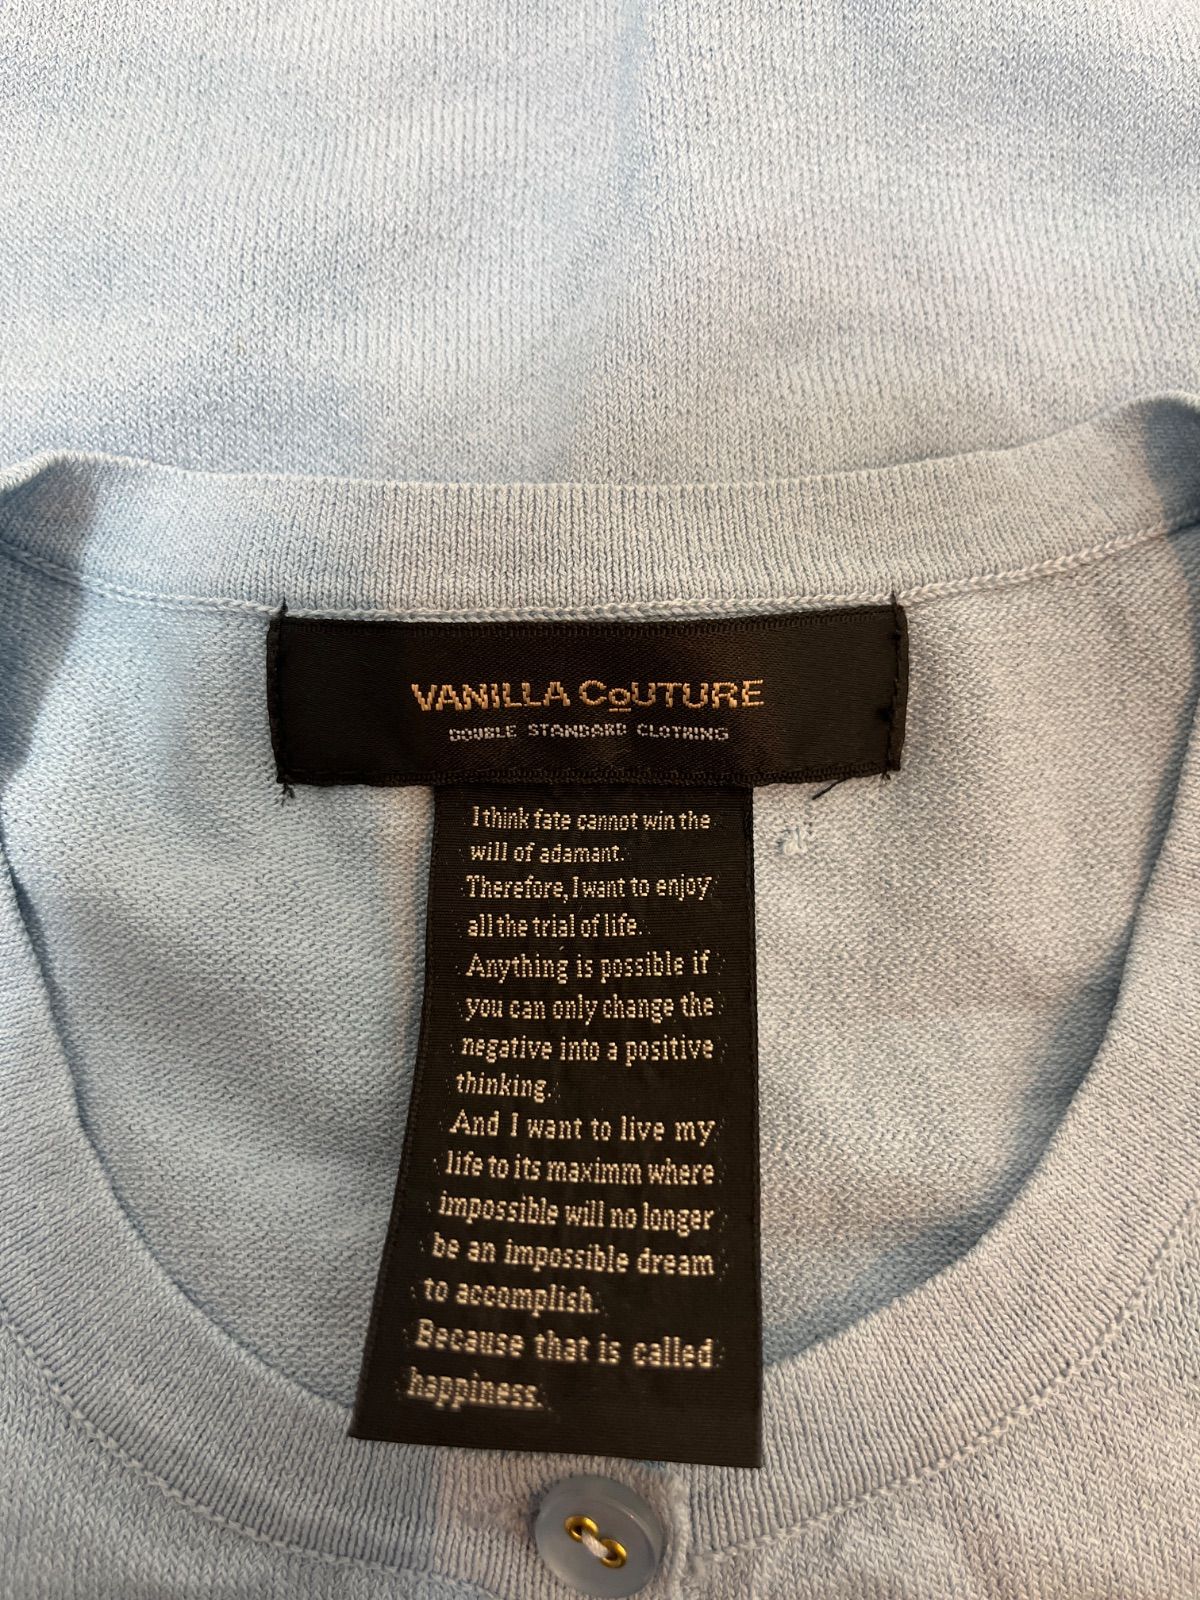 VANILLA CoUTURE
DOUBLE STANDARD CLOTHING
I think fate cannot win the
will of adamant.
Therefore, I want to enjoy
all the trial of life.
Anything is possible if
you can only change the
negative into a positive
thinking.
And I want to live my
life to its maximm where
impossible will no longer
be an impossible dream
to accomplish.
Because that is called
happiness.